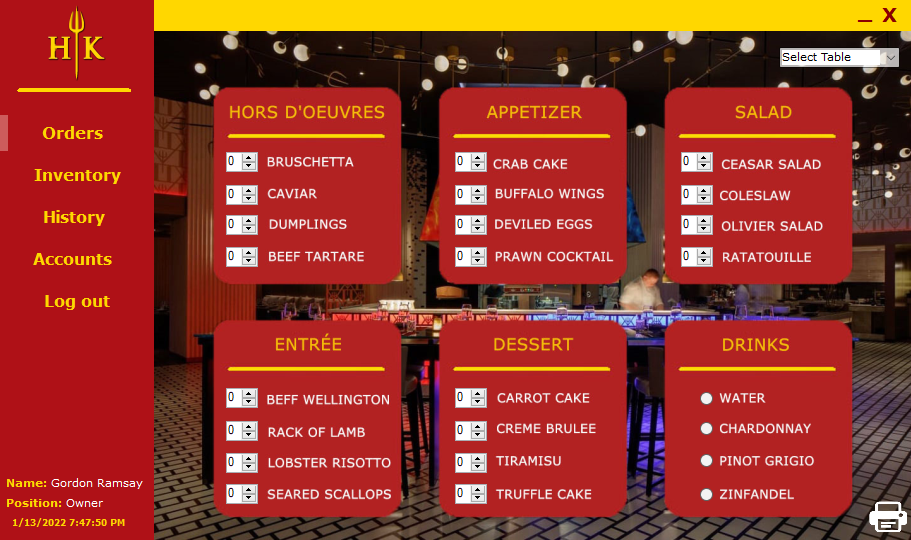 X
HK
Select Table
Orders
Inventory
History
Accounts
Log out
HORS D'OEUVRES
0 BRUSCHETTA
0 CAVIAR
0 DUMPLINGS
0 BEEF TARTARE
APPETIZER
0 CRAB CAKE
0 BUFFALO WINGS
0 DEVILED EGGS
0 PRAWN COCKTAIL
SALAD
0 CEASAR SALAD
0 COLESLAW
0 OLIVIER SALAD
0 RATATOUILLE
ENTRÉE
0 BEFF WELLINGTON
0 RACK OF LAMB
0 LOBSTER RISOTTO
0 SEARED SCALLOPS
DESSERT
0 CARROT CAKE
0 CREME BRULEE
0 TIRAMISU
0 TRUFFLE CAKE
DRINKS
WATER
CHARDONNAY
PINOT GRIGIO
ZINFANDEL
Name: Gordon Ramsay
Position: Owner
1/13/2022 7:47:50 PM